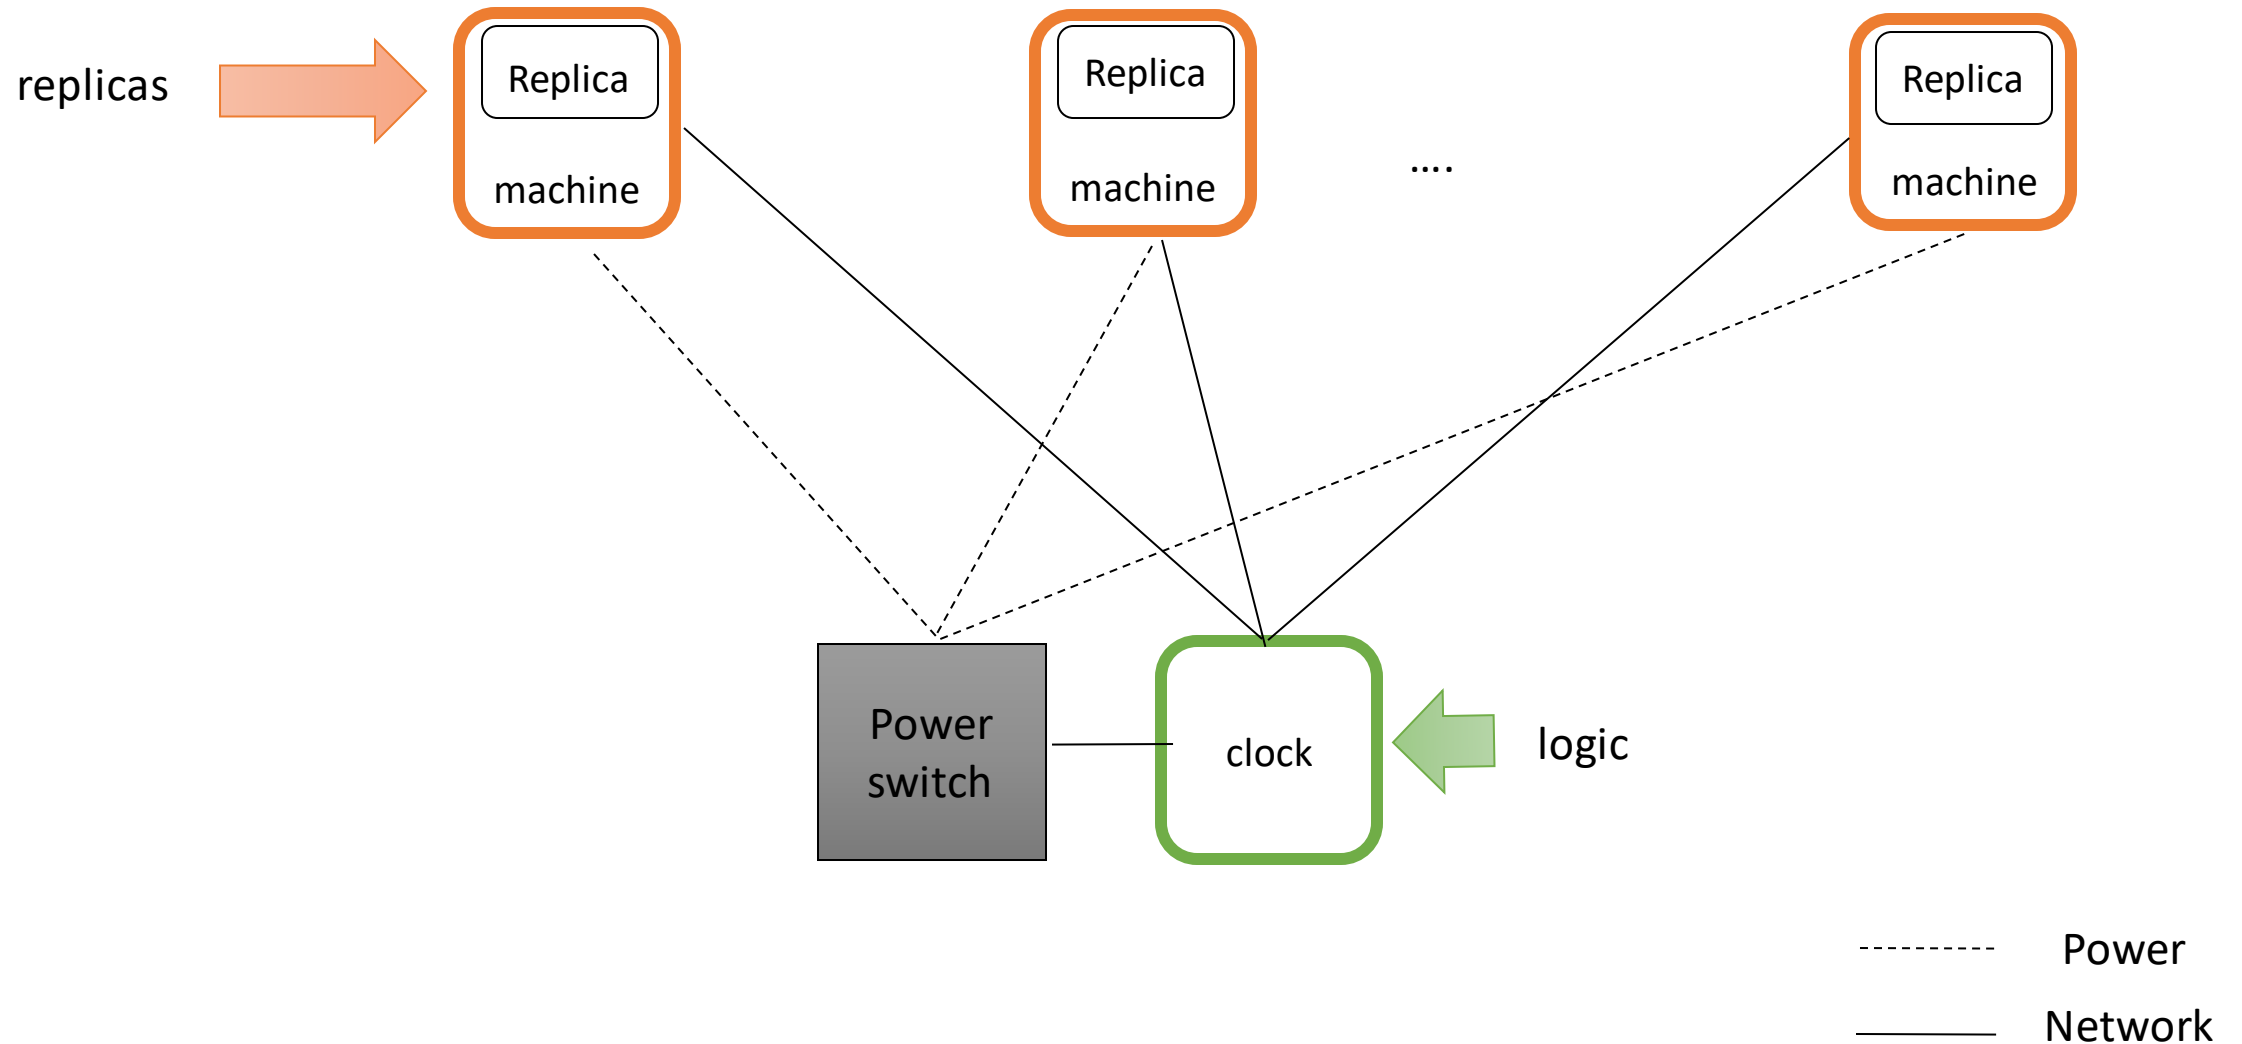 replicas
Replica
machine
Replica
machine
....
Replica
machine
Power
switch
clock
logic
Power
Network